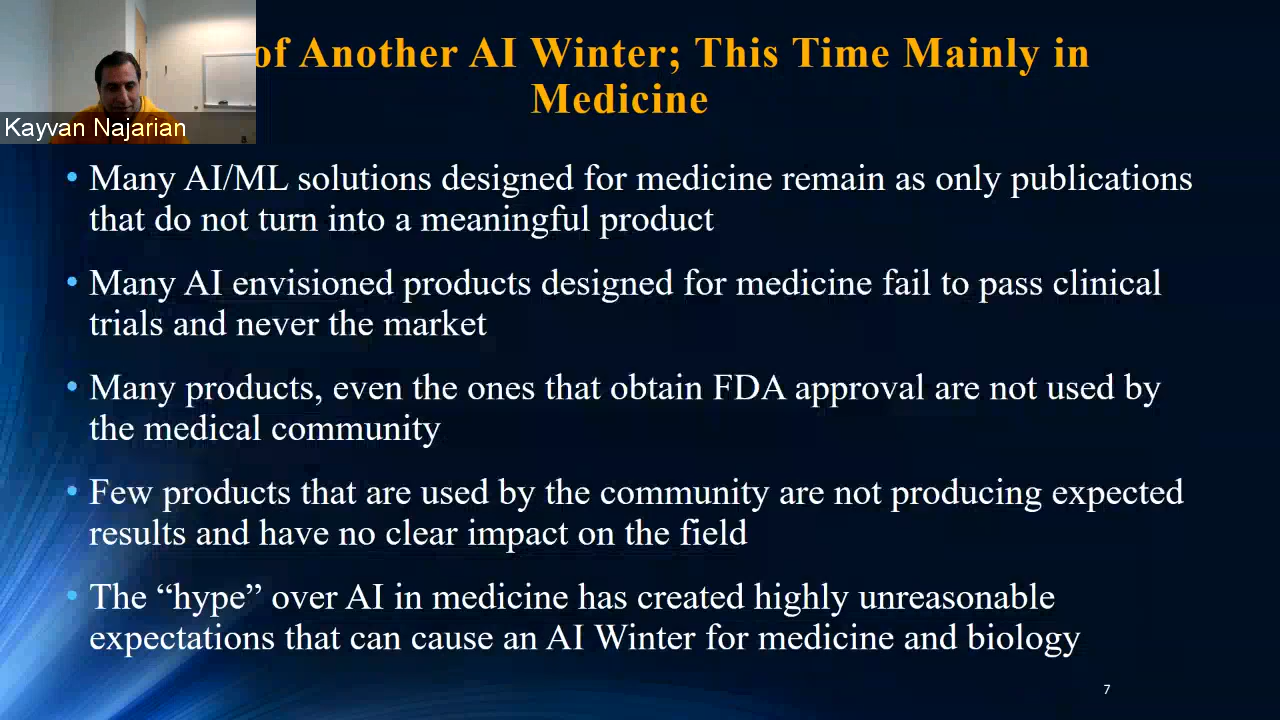 of Another AI Winter; This Time Mainly in
Medicine
Kayvan Najarian
• Many AI/ML solutions designed for medicine remain as only publications
that do not turn into a meaningful product
• Many AI envisioned products designed for medicine fail to pass clinical
trials and never the market
• Many products, even the ones that obtain FDA approval are not used by
the medical community
• Few products that are used by the community are not producing expected
results and have no clear impact on the field
• The “hype” over AI in medicine has created highly unreasonable
expectations that can cause an AI Winter for medicine and biology
7